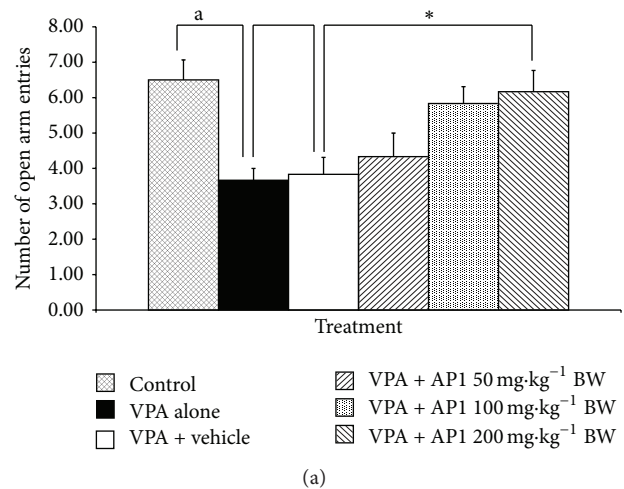 a
*
8.00
7.00
6.00
5.00
4.00
3.00
2.00
1.00
0.00
Number of open arm entries
Treatment
Control
VPA alone
VPA + vehicle
VPA + AP1 50 mg·kg⁻¹ BW
VPA + AP1 100 mg·kg⁻¹ BW
VPA + AP1 200 mg·kg⁻¹ BW
(a)